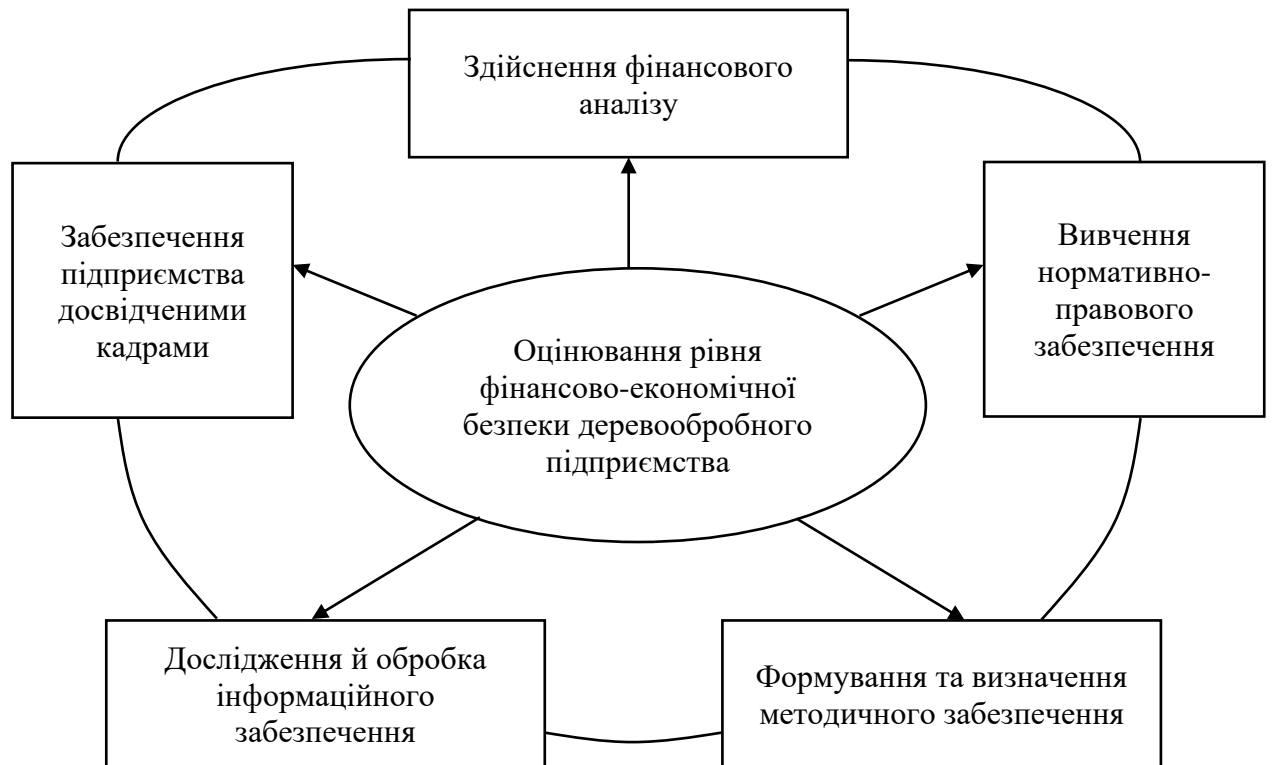 Здійснення фінансового
аналізу
Забезпечення
підприємства
досвідченими
кадрами
Вивчення
нормативно-
правового
забезпечення
Оцінювання рівня
фінансово-економічної
безпеки деревообробного
підприємства
Дослідження й обробка
інформаційного
забезпечення
Формування та визначення
методичного забезпечення